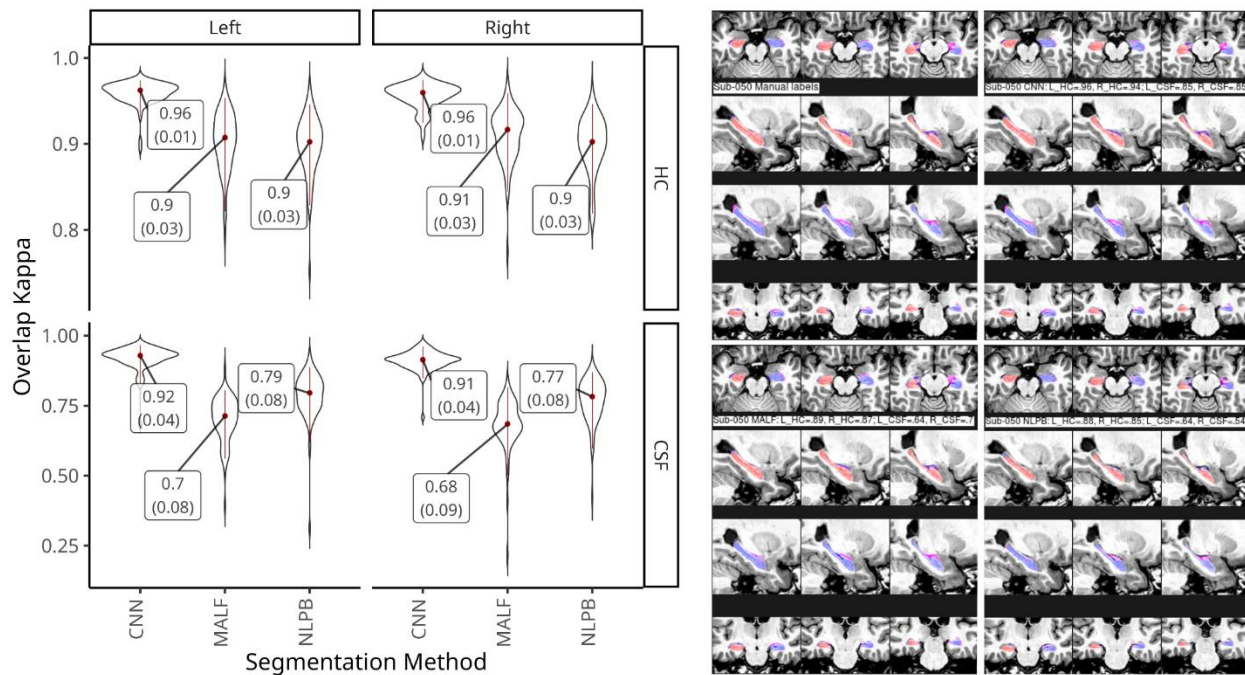 Left
Right
1.0
0.9
0.8
0.96
(0.01)
0.9
(0.03)
0.9
(0.03)
0.96
(0.01)
0.91
(0.03)
0.9
(0.03)
HC
Overlap Kappa
1.00
0.75
0.50
0.25
0.92
(0.04)
0.7
(0.08)
0.79
(0.08)
0.91
(0.04)
0.68
(0.09)
0.77
(0.08)
CSF
CNN
MALF
NLPB
CNN
MALF
NLPB
Segmentation Method
Sub-050 Manual labels
Sub-050 CNN: L_HC=.96, R_HC=.94; L_CSF=.85, R_CSF=.85
Sub-050 MALF: L_HC=.89, R_HC=.87; L_CSF=.64, R_CSF=.7
Sub-050 NLPB: L_HC=.88, R_HC=.85; L_CSF=.64, R_CSF=.54